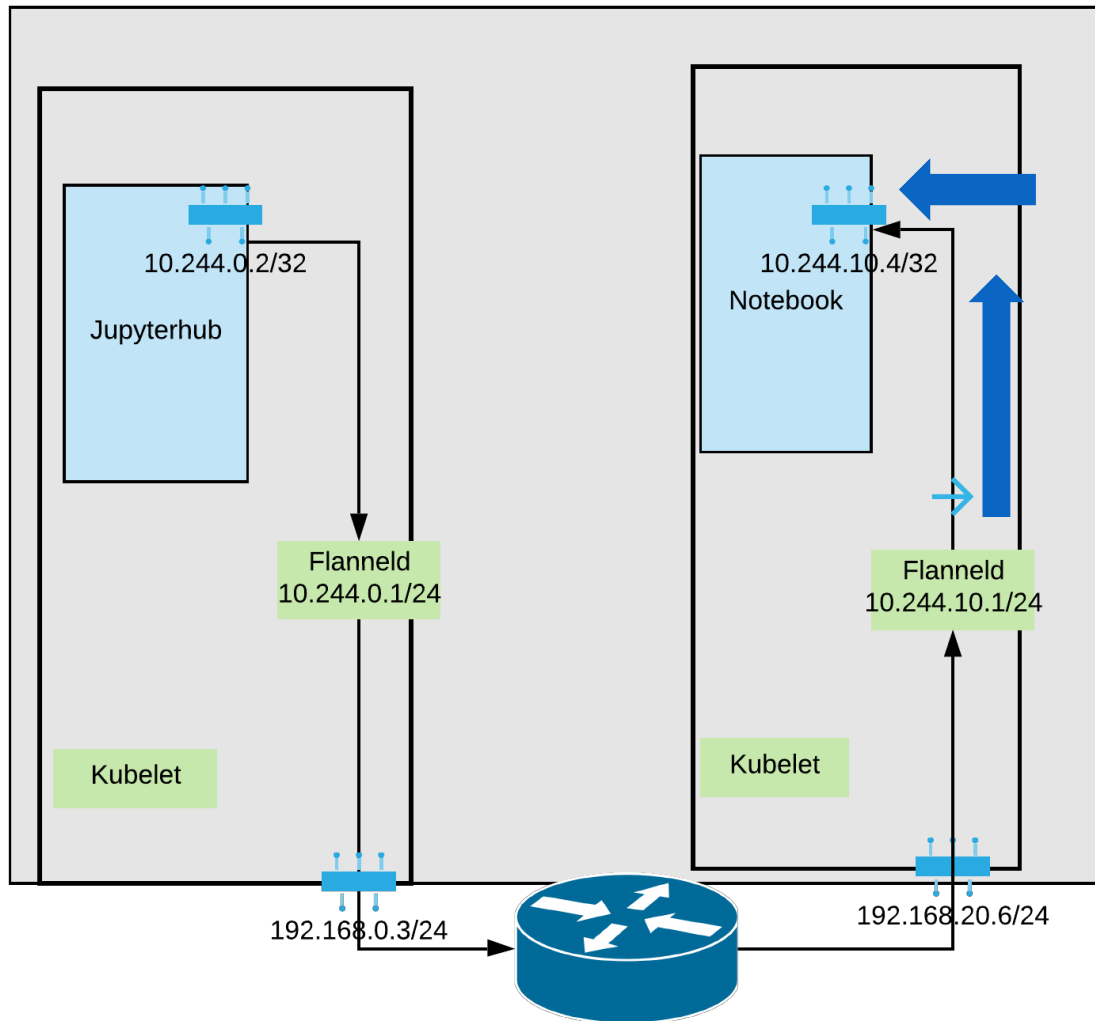 10.244.0.2/32
Jupyterhub
Flanneld
10.244.0.1/24
Kubelet
192.168.0.3/24
10.244.10.4/32
Notebook
Flanneld
10.244.10.1/24
Kubelet
192.168.20.6/24